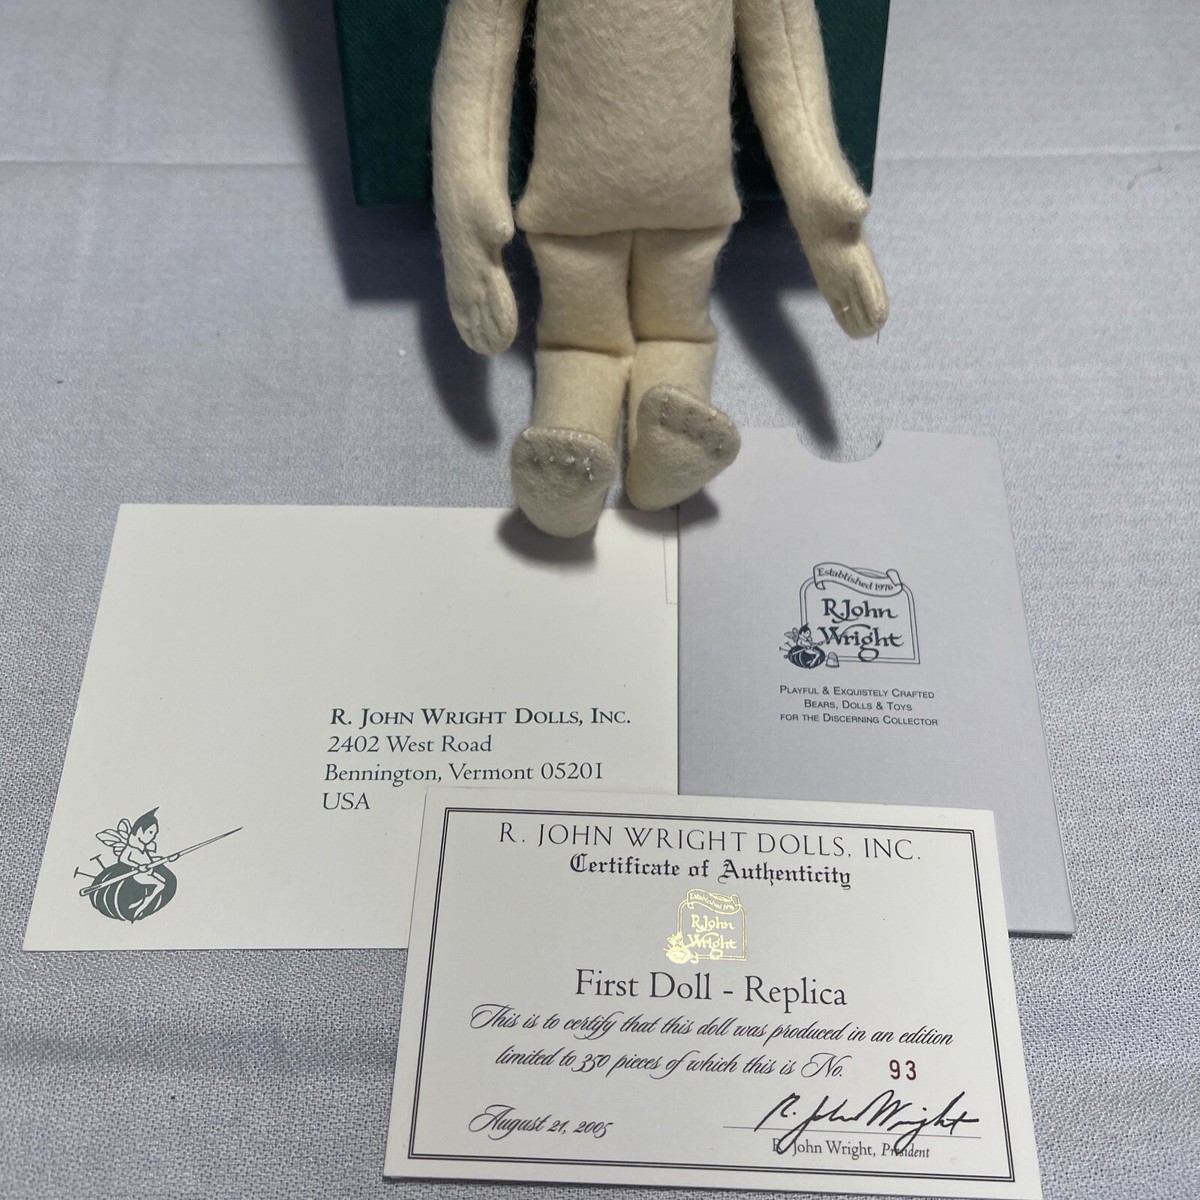 Established 1976
R. John
Wright
PLAYFUL & EXQUISITELY CRAFTED
BEARS, DOLLS & TOYS
FOR THE DISCERNING COLLECTOR
R. JOHN WRIGHT DOLLS, INC.
2402 West Road
Bennington, Vermont 05201
USA
R. JOHN WRIGHT DOLLS, INC.
Certificate of Authenticity
Established 1976
R. John
Wright
First Doll - Replica
This is to certify that this doll was produced in an edition
limited to 350 pieces of which this is No. 93
August 21, 2005
R. John Wright
R. John Wright, President